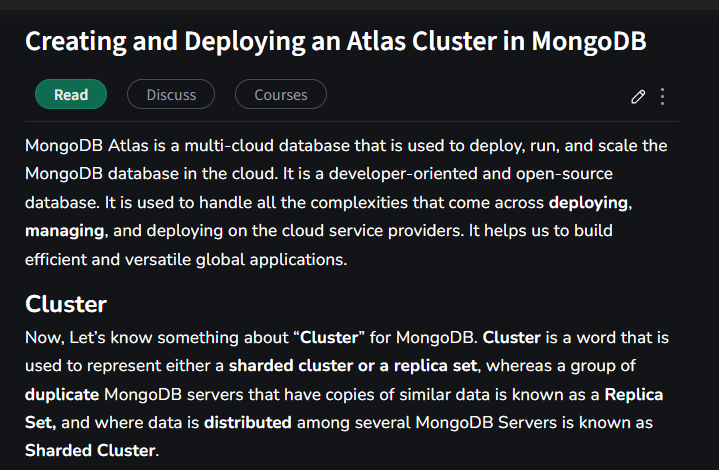 Creating and Deploying an Atlas Cluster in MongoDB
Read
Discuss
Courses
MongoDB Atlas is a multi-cloud database that is used to deploy, run, and scale the
MongoDB database in the cloud. It is a developer-oriented and open-source
database. It is used to handle all the complexities that come across deploying,
managing, and deploying on the cloud service providers. It helps us to build
efficient and versatile global applications.
Cluster
Now, Let’s know something about “Cluster” for MongoDB. Cluster is a word that is
used to represent either a sharded cluster or a replica set, whereas a group of
duplicate MongoDB servers that have copies of similar data is known as a Replica
Set, and where data is distributed among several MongoDB Servers is known as
Sharded Cluster.